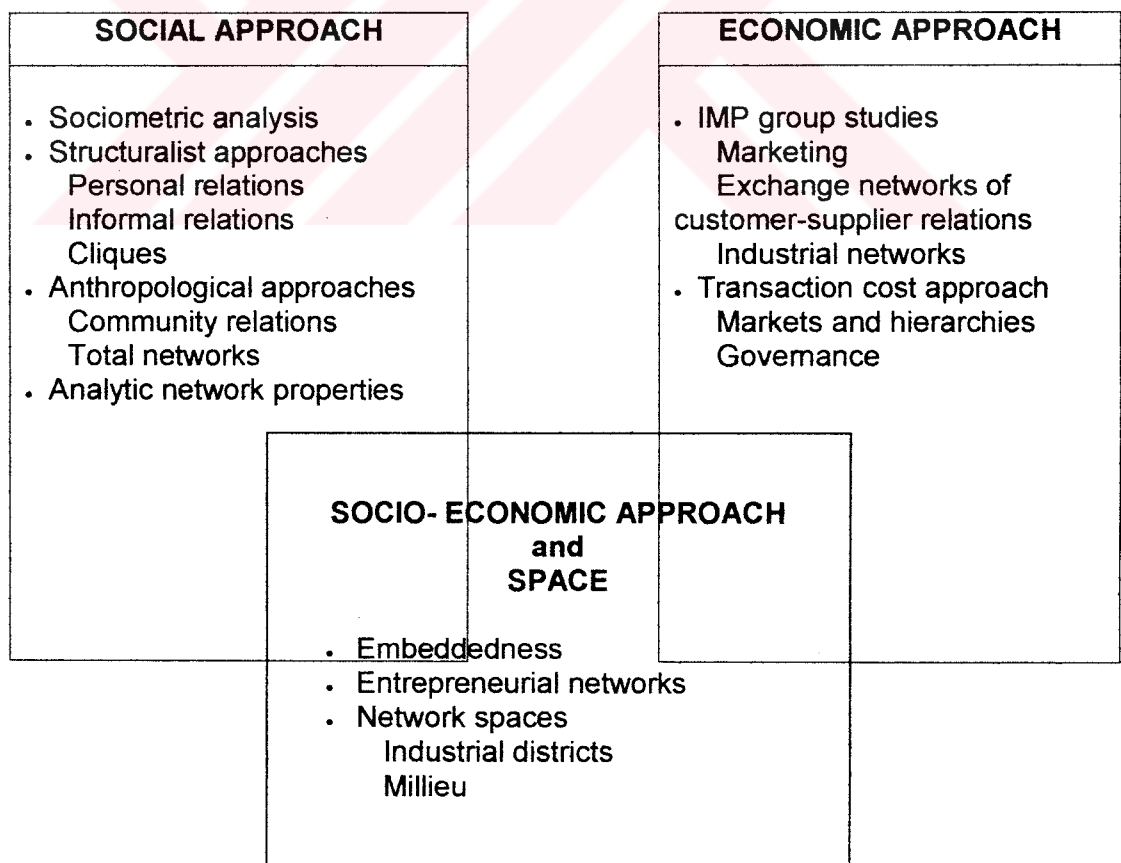 SOCIAL APPROACH
. Sociometric analysis
. Structuralist approaches
Personal relations
Informal relations
Cliques
. Anthropological approaches
Community relations
Total networks
. Analytic network properties
ECONOMIC APPROACH
. IMP group studies
Marketing
Exchange networks of
customer-supplier relations
Industrial networks
. Transaction cost approach
Markets and hierarchies
Governance
SOCIO- ECONOMIC APPROACH
and
SPACE
. Embeddedness
. Entrepreneurial networks
. Network spaces
Industrial districts
Millieu